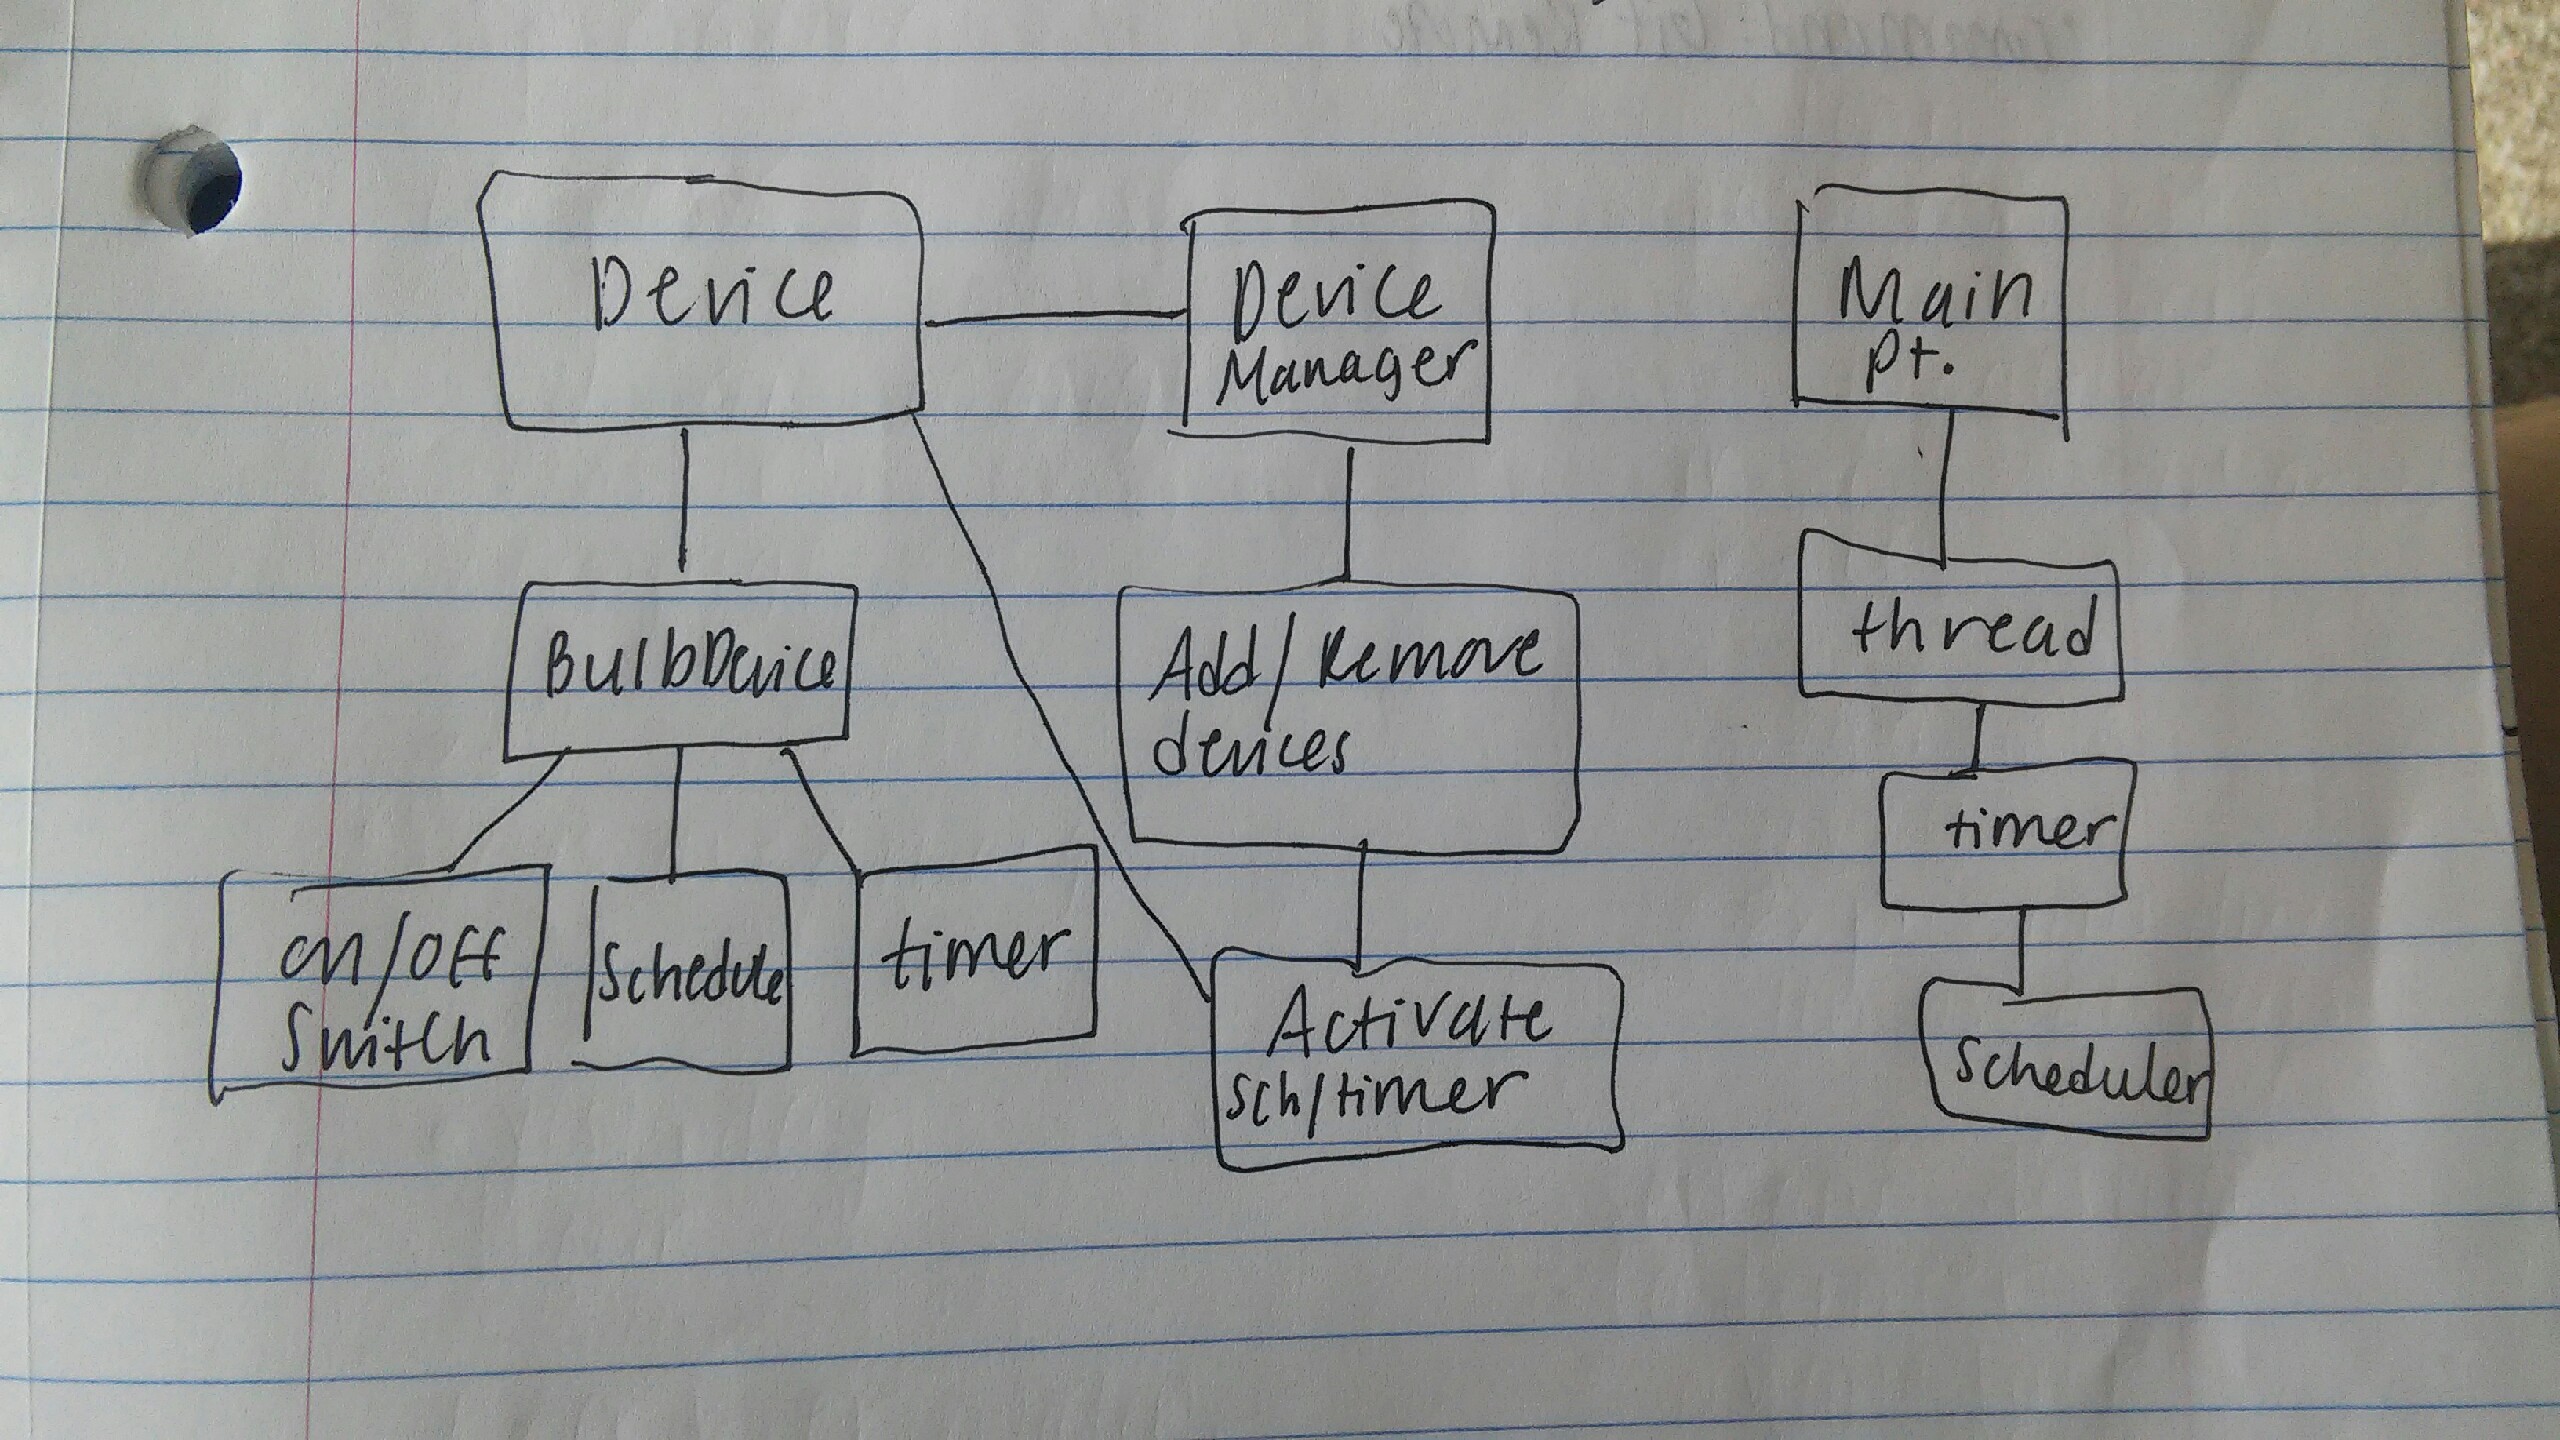 Device
Device
Manager
Main
pt.
BulbDevice
Add/Remove
devices
thread
timer
on/off
Switch
Schedule
timer
Activate
sch/timer
scheduler